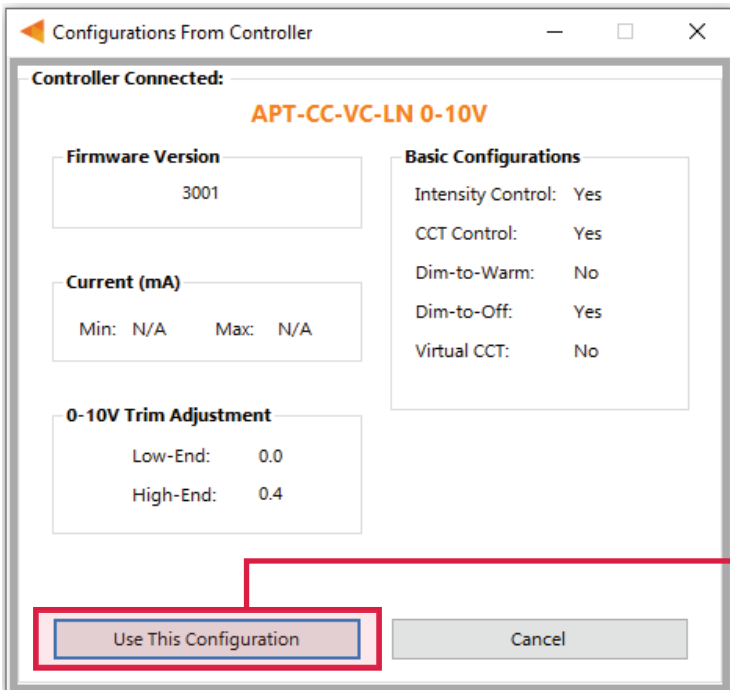 Configurations From Controller
Controller Connected:
APT-CC-VC-LN 0-10V
Firmware Version
3001
Current (mA)
Min: N/A Max: N/A
0-10V Trim Adjustment
Low-End: 0.0
High-End: 0.4
Basic Configurations
Intensity Control: Yes
CCT Control: Yes
Dim-to-Warm: No
Dim-to-Off: Yes
Virtual CCT: No
Use This Configuration
Cancel